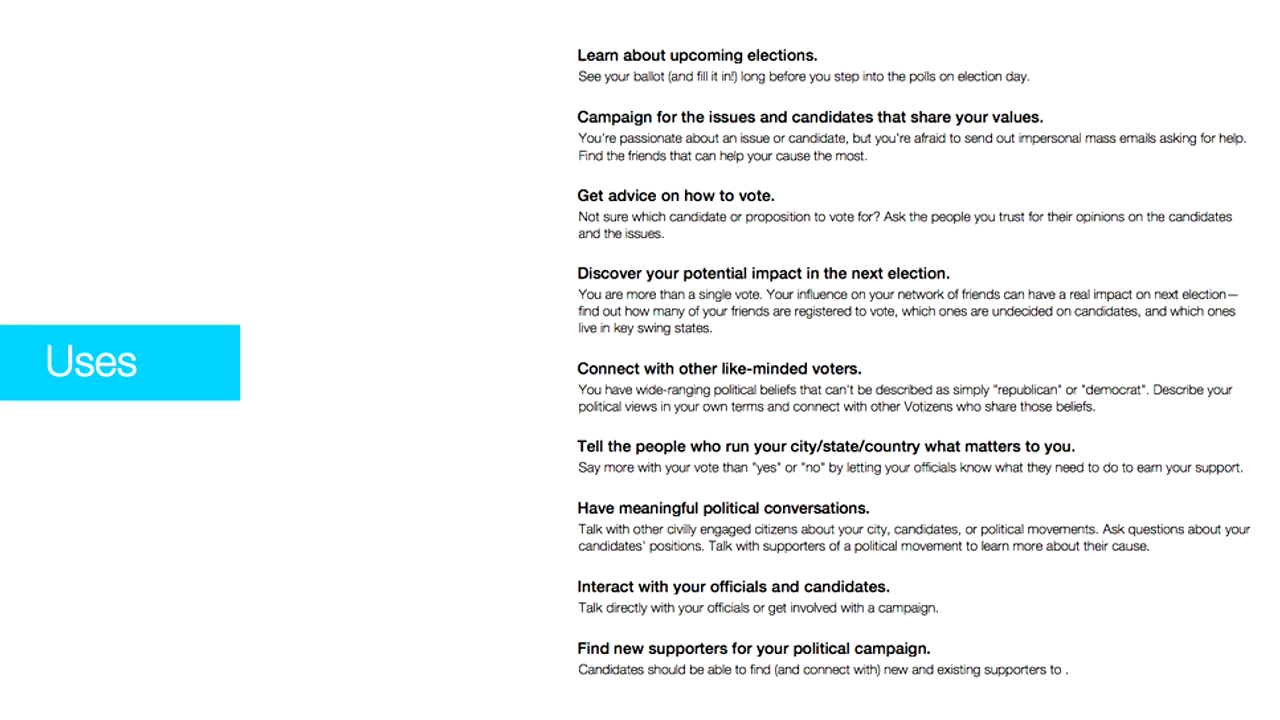 Uses
Learn about upcoming elections.
See your ballot (and fill it in!) long before you step into the polls on election day.
Campaign for the issues and candidates that share your values.
You're passionate about an issue or candidate, but you're afraid to send out impersonal mass emails asking for help.
Find the friends that can help your cause the most.
Get advice on how to vote.
Not sure which candidate or proposition to vote for? Ask the people you trust for their opinions on the candidates
and the issues.
Discover your potential impact in the next election.
You are more than a single vote. Your influence on your network of friends can have a real impact on next election—
find out how many of your friends are registered to vote, which ones are undecided on candidates, and which ones
live in key swing states.
Connect with other like-minded voters.
You have wide-ranging political beliefs that can't be described as simply "republican" or "democrat". Describe your
political views in your own terms and connect with other Votizens who share those beliefs.
Tell the people who run your city/state/country what matters to you.
Say more with your vote than "yes" or "no" by letting your officials know what they need to do to earn your support.
Have meaningful political conversations.
Talk with other civilly engaged citizens about your city, candidates, or political movements. Ask questions about your
candidates' positions. Talk with supporters of a political movement to learn more about their cause.
Interact with your officials and candidates.
Talk directly with your officials or get involved with a campaign.
Find new supporters for your political campaign.
Candidates should be able to find (and connect with) new and existing supporters to .